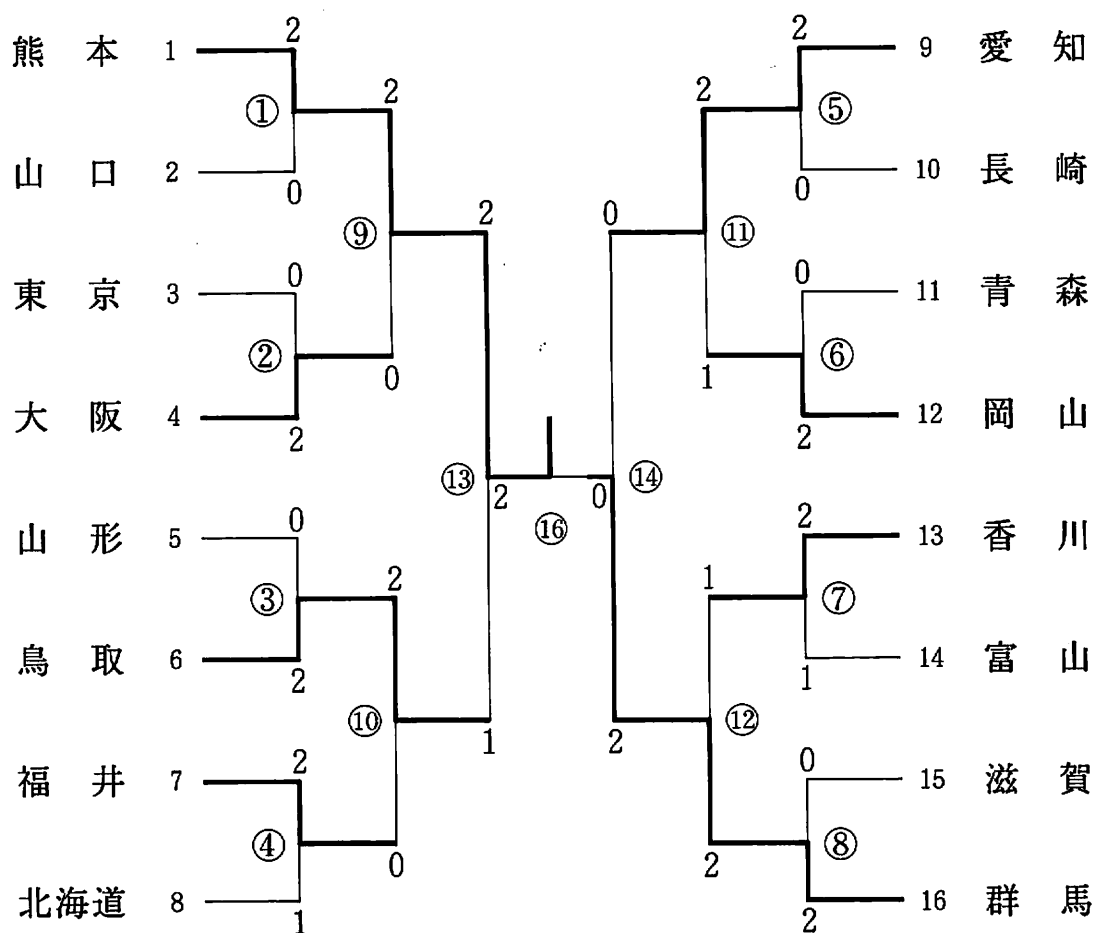 2 2
熊本 1 9 愛知
① 2 2 ⑤
山口 2 10 長崎
0 0
⑨ 2 0 ⑪
0 0
東京 3 11 青森
② ⑥
0 1
大阪 4 12 岡山
2 2
⑬ 2 0 ⑭
⑯
0 2
山形 5 13 香川
③ 2 1 ⑦
鳥取 6 14 富山
2 1
⑩ 1 2 ⑫
2 0
福井 7 15 滋賀
④ 0 2 ⑧
北海道 8 16 群馬
1 2